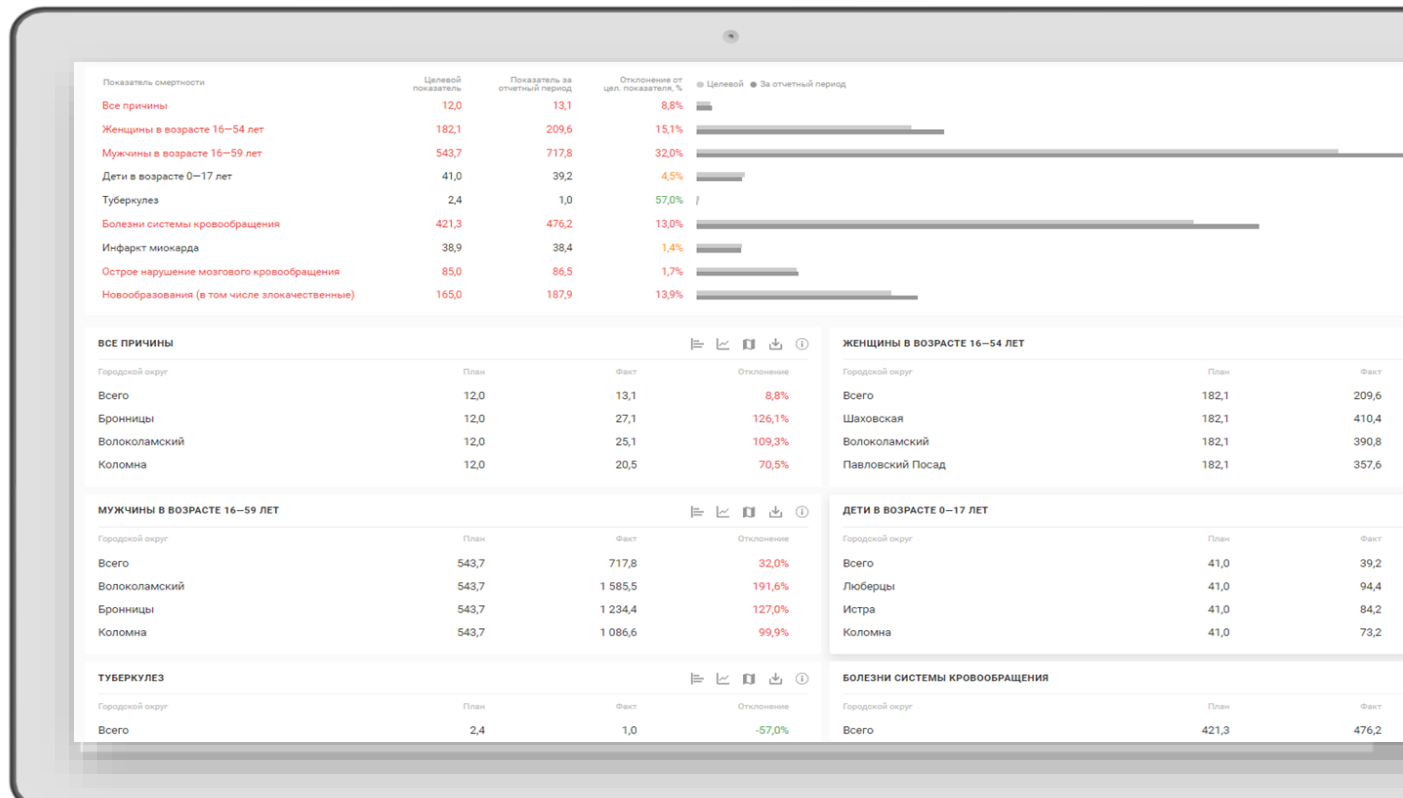 Показатель смертности Целевой показатель Показатель за отчетный период Отклонение от цел. показателя, % Целевой За отчетный период
Все причины 12,0 13,1 8,8%
Женщины в возрасте 16—54 лет 182,1 209,6 15,1%
Мужчины в возрасте 16—59 лет 543,7 717,8 32,0%
Дети в возрасте 0—17 лет 41,0 39,2 4,5%
Туберкулез 2,4 1,0 57,0%
Болезни системы кровообращения 421,3 476,2 13,0%
Инфаркт миокарда 38,9 38,4 1,4%
Острое нарушение мозгового кровообращения 85,0 86,5 1,7%
Новообразования (в том числе злокачественные) 165,0 187,9 13,9%
ВСЕ ПРИЧИНЫ
Городской округ План Факт Отклонение
Всего 12,0 13,1 8,8%
Бронницы 12,0 27,1 126,1%
Волоколамский 12,0 25,1 109,3%
Коломна 12,0 20,5 70,5%
ЖЕНЩИНЫ В ВОЗРАСТЕ 16—54 ЛЕТ
Городской округ План Факт
Всего 182,1 209,6
Шаховская 182,1 410,4
Волоколамский 182,1 390,8
Павловский Посад 182,1 357,6
МУЖЧИНЫ В ВОЗРАСТЕ 16—59 ЛЕТ
Городской округ План Факт Отклонение
Всего 543,7 717,8 32,0%
Волоколамский 543,7 1 585,5 191,6%
Бронницы 543,7 1 234,4 127,0%
Коломна 543,7 1 086,6 99,9%
ДЕТИ В ВОЗРАСТЕ 0—17 ЛЕТ
Городской округ План Факт
Всего 41,0 39,2
Люберцы 41,0 94,4
Истра 41,0 84,2
Коломна 41,0 73,2
ТУБЕРКУЛЕЗ
Городской округ План Факт Отклонение
Всего 2,4 1,0 -57,0%
БОЛЕЗНИ СИСТЕМЫ КРОВООБРАЩЕНИЯ
Городской округ План Факт
Всего 421,3 476,2